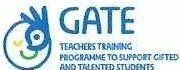 GATE
TEACHERS TRAINING
PROGRAMME TO SUPPORT GIFTED
AND TALENTED STUDENTS